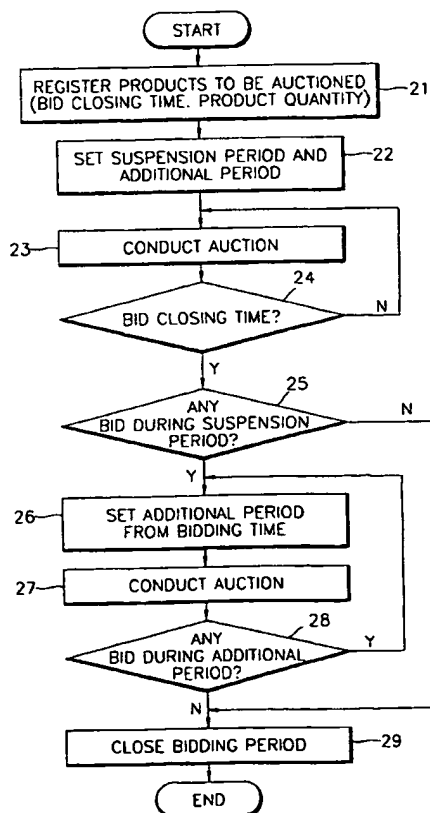 START
REGISTER PRODUCTS TO BE AUCTIONED
(BID CLOSING TIME. PRODUCT QUANTITY)
21
SET SUSPENSION PERIOD AND
ADDITIONAL PERIOD
22
23
CONDUCT AUCTION
24
BID CLOSING TIME?
N
Y
25
ANY
BID DURING SUSPENSION
PERIOD?
N
Y
26
SET ADDITIONAL PERIOD
FROM BIDDING TIME
27
CONDUCT AUCTION
28
ANY
BID DURING ADDITIONAL
PERIOD?
Y
N
CLOSE BIDDING PERIOD
29
END